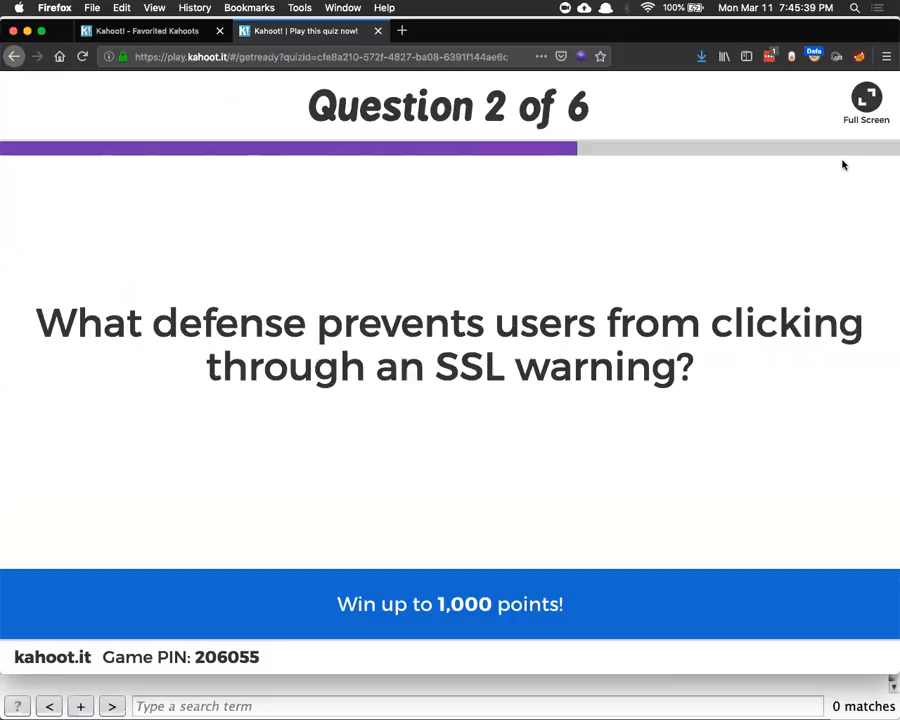 Firefox File Edit View History Bookmarks Tools Window Help 100% Mon Mar 11 7:45:39 PM
Kahoot! - Favorited Kahoots Kahoot! | Play this quiz now!
https://play.kahoot.it/#/getready?quizId=cfe8a210-572f-4827-ba08-6391f144ae6c
Question 2 of 6
Full Screen
What defense prevents users from clicking
through an SSL warning?
Win up to 1,000 points!
kahoot.it Game PIN: 206055
? < + > Type a search term 0 matches